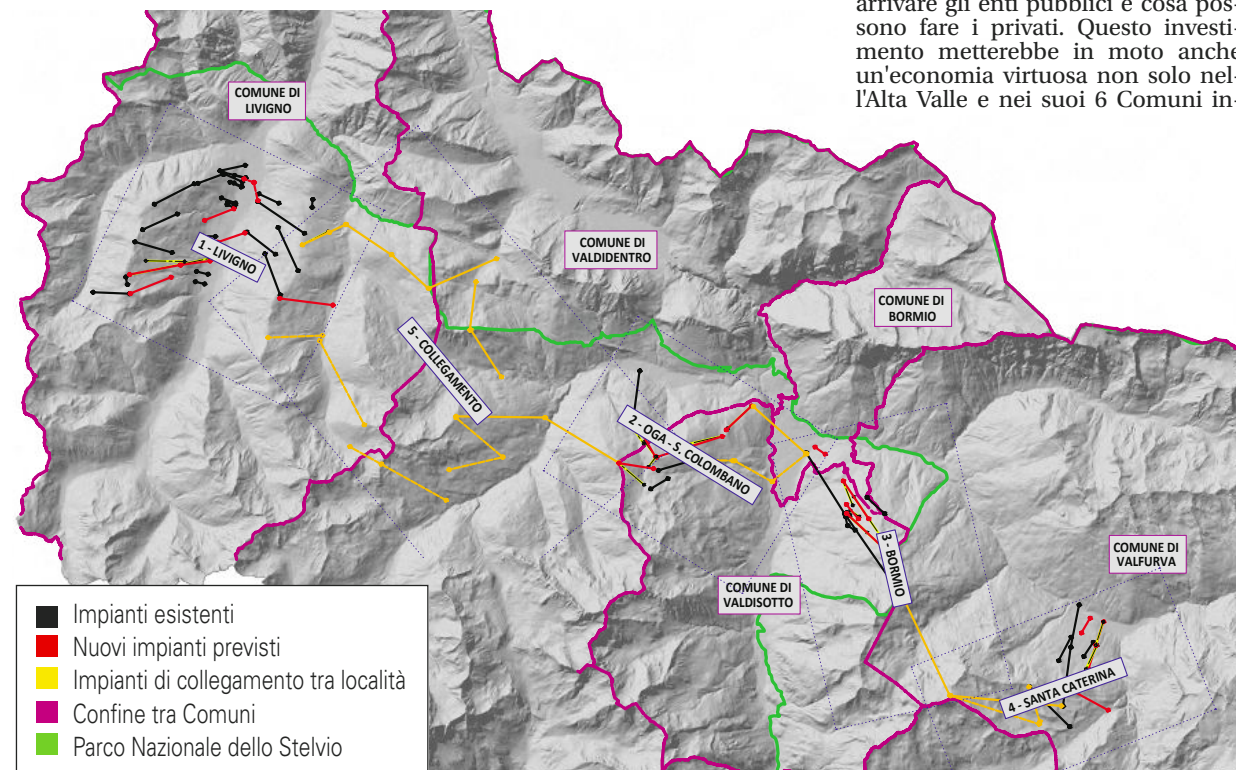 arrivare gli enti pubblici e cosa pos-
sono fare i privati. Questo investi-
mento metterebbe in moto anche
un'economia virtuosa non solo nel-
l'Alta Valle e nei suoi 6 Comuni in-
COMUNE DI
LIVIGNO
1 - LIVIGNO
COMUNE DI
VALDIDENTRO
COMUNE DI
BORMIO
5 - COLLEGAMENTO
2 - OGA - S. COLOMBANO
3 - BORMIO
COMUNE DI
VALFURVA
COMUNE DI
VALDISOTTO
4 - SANTA CATERINA
Impianti esistenti
Nuovi impianti previsti
Impianti di collegamento tra località
Confine tra Comuni
Parco Nazionale dello Stelvio